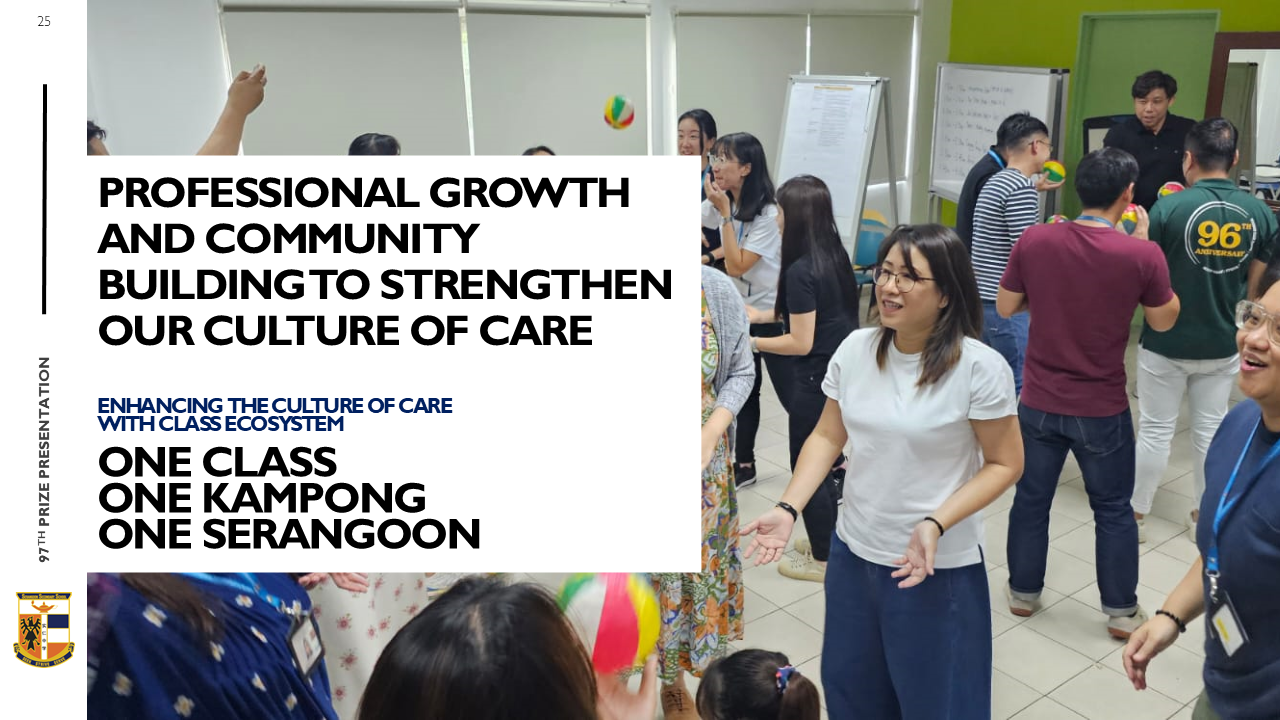 25
97TH PRIZE PRESENTATION
PROFESSIONAL GROWTH
AND COMMUNITY
BUILDING TO STRENGTHEN
OUR CULTURE OF CARE
ENHANCING THE CULTURE OF CARE
WITH CLASS ECOSYSTEM
ONE CLASS
ONE KAMPONG
ONE SERANGOON
96TH
ANNIVERSARY